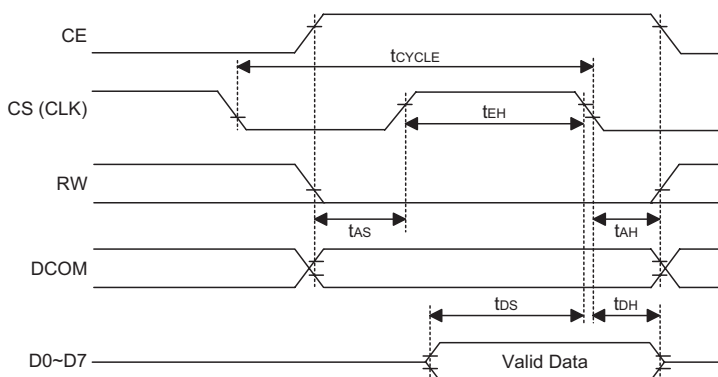 CE
tCYCLE
CS (CLK)
tEH
RW
tAS
tAH
DCOM
tDS
tDH
D0~D7
Valid Data